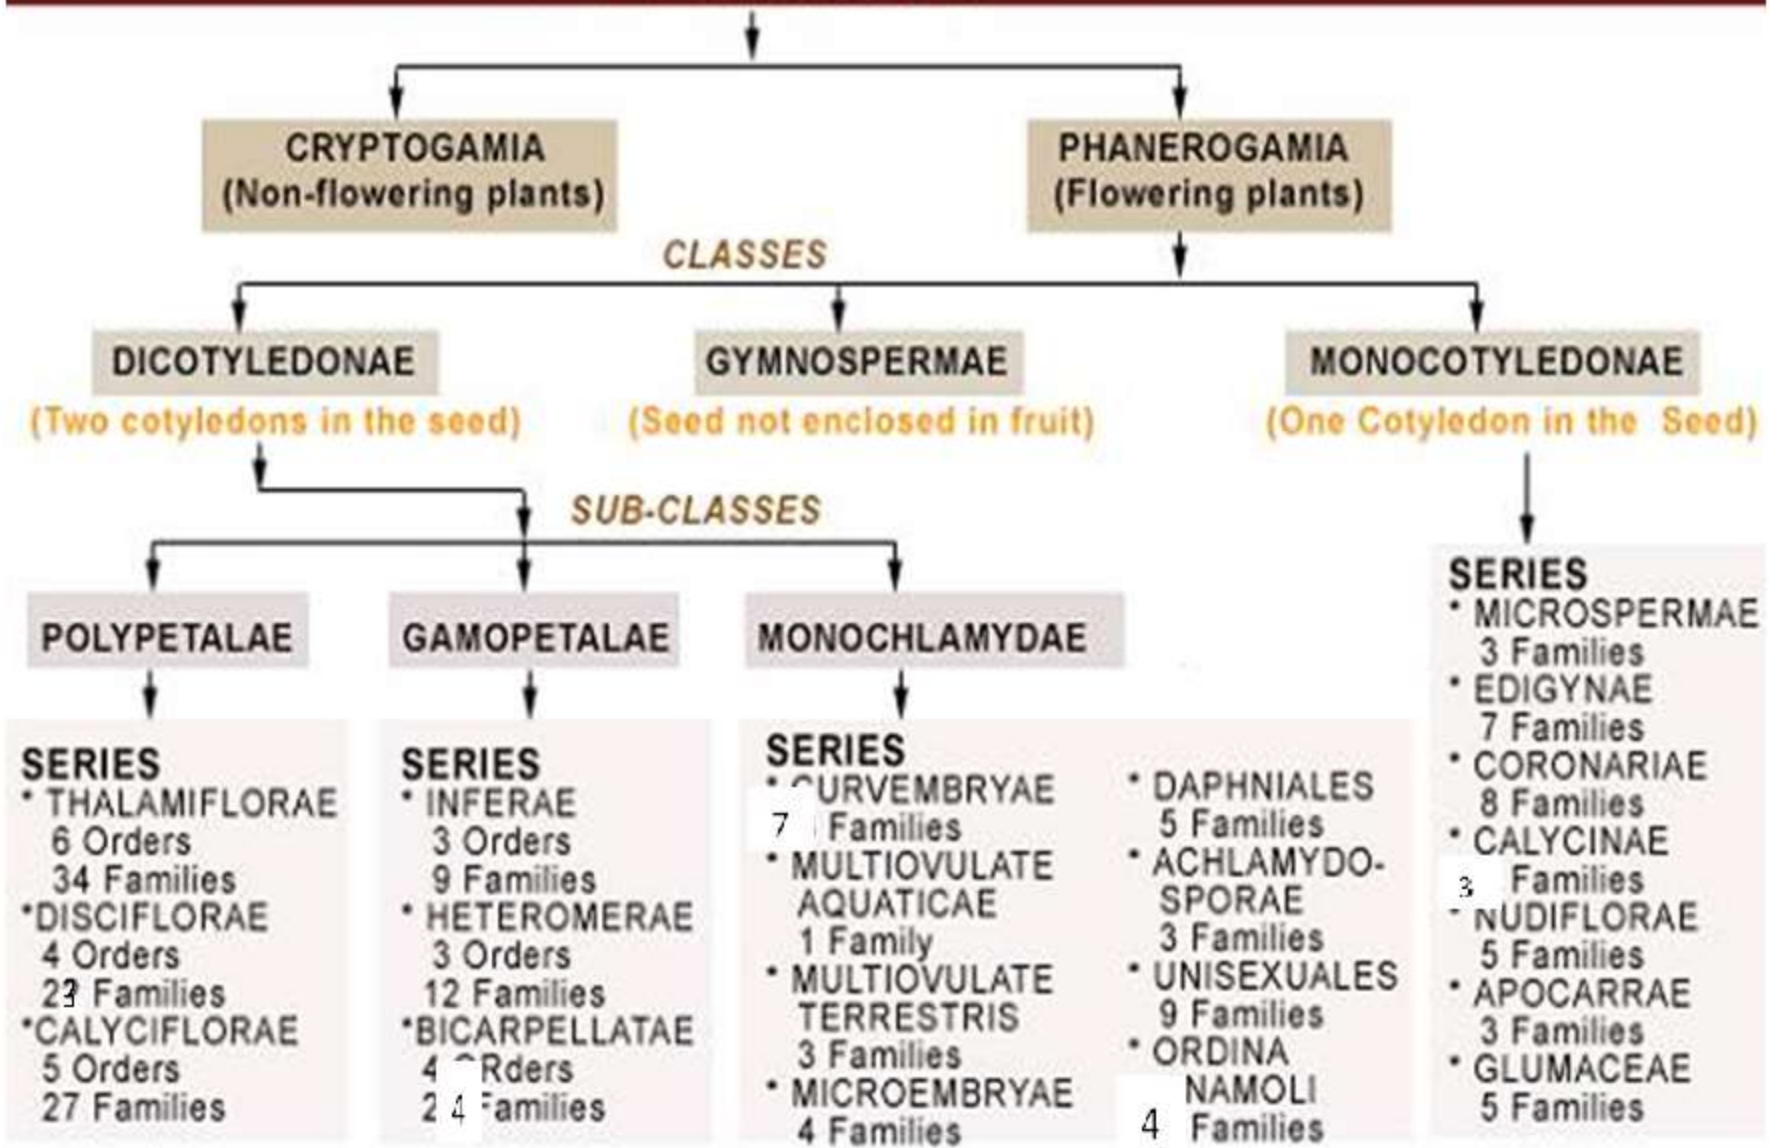 CRYPTOGAMIA
(Non-flowering plants)
PHANEROGAMIA
(Flowering plants)
CLASSES
DICOTYLEDONAE
(Two cotyledons in the seed)
GYMNOSPERMAE
(Seed not enclosed in fruit)
MONOCOTYLEDONAE
(One Cotyledon in the Seed)
SUB-CLASSES
POLYPETALAE
GAMOPETALAE
MONOCHLAMYDAE
SERIES
* THALAMIFLORAE
6 Orders
34 Families
*DISCIFLORAE
4 Orders
Families
*CALYCIFLORAE
5 Orders
27 Families
SERIES
* INFERAE
3 Orders
9 Families
* HETEROMERAE
3 Orders
12 Families
*BICARPELLATAE
4 Rders
24 Families
SERIES
* CURVEMBRYAE
7 Families
* MULTIOVULATE
AQUATICAE
1 Family
* MULTIOVULATE
TERRESTRIS
3 Families
* MICROEMBRYAE
4 Families
* DAPHNIALES
5 Families
* ACHLAMYDO-
SPORAE
3 Families
* UNISEXUALES
9 Families
* ORDINA
NAMOLI
4 Families
SERIES
* MICROSPERMAE
3 Families
* EDIGYNAE
7 Families
* CORONARIAE
8 Families
* CALYCINAE
3 Families
* NUDIFLORAE
5 Families
* APOCARRAE
3 Families
* GLUMACEAE
5 Families